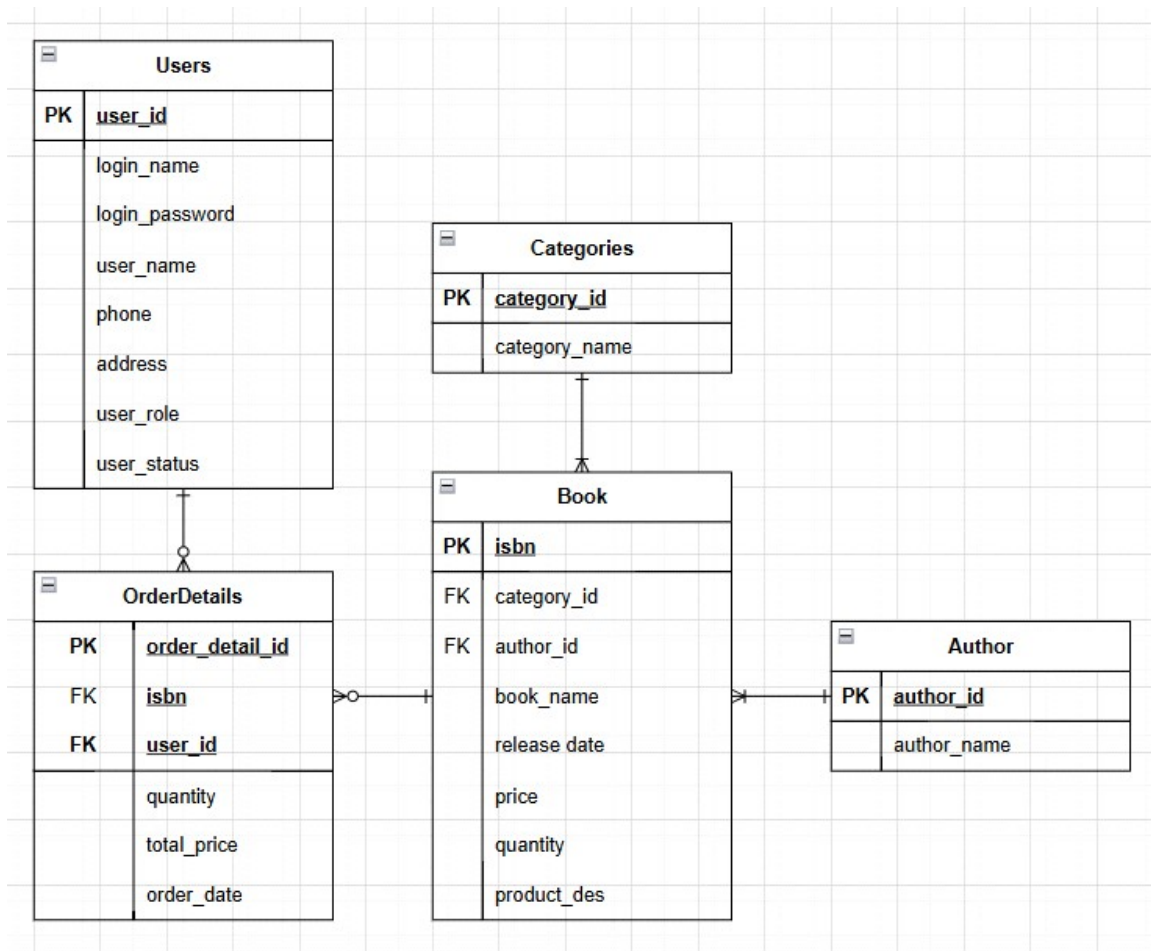 Users
PK user_id
login_name
login_password
user_name
phone
address
user_role
user_status
Categories
PK category_id
category_name
OrderDetails
PK order_detail_id
FK isbn
FK user_id
quantity
total_price
order_date
Book
PK isbn
FK category_id
FK author_id
book_name
release date
price
quantity
product_des
Author
PK author_id
author_name